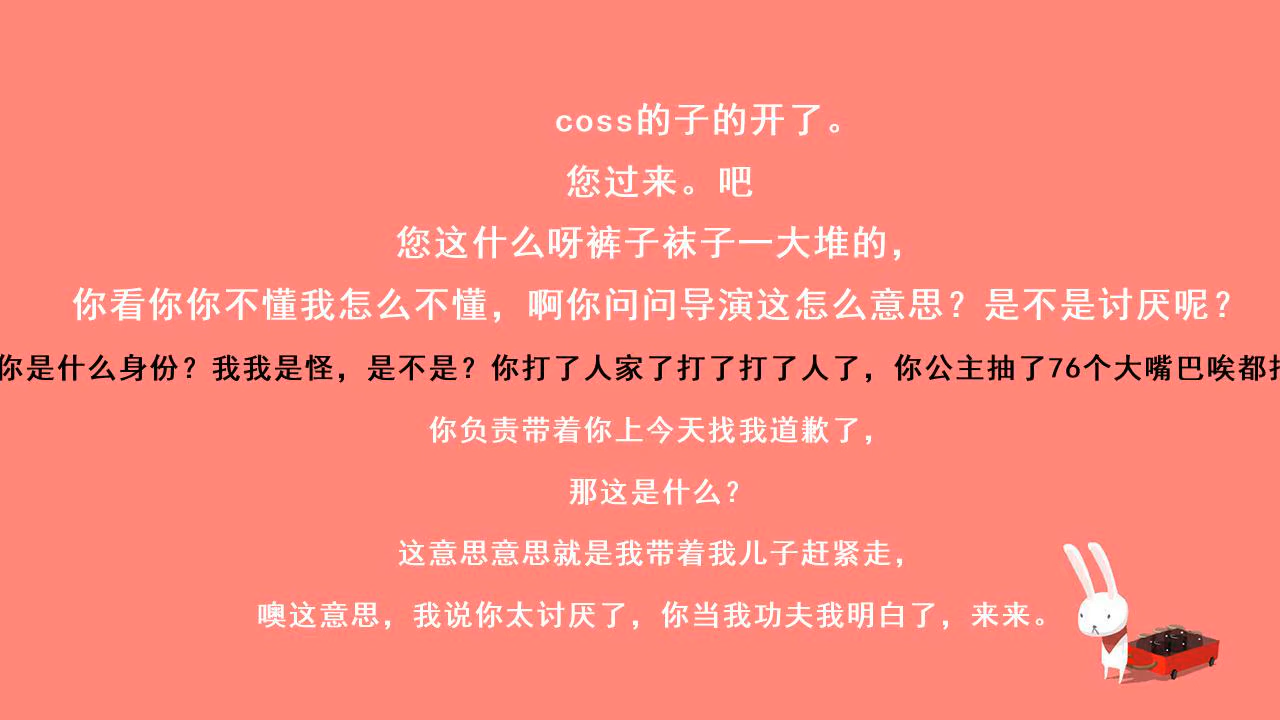 coss的子的开了。
您过来。吧
您这什么呀裤子袜子一大堆的，
你看你你不懂我怎么不懂，啊你问问导演这怎么意思？是不是讨厌呢？
你是什么身份？我我是怪，是不是？你打了人家了打了打了人了，你公主抽了76个大嘴巴唉都
你负责带着你上今天找我道歉了，
那这是什么？
这意思意思就是我带着我儿子赶紧走，
噢这意思，我说你太讨厌了，你当我功夫我明白了，来来。